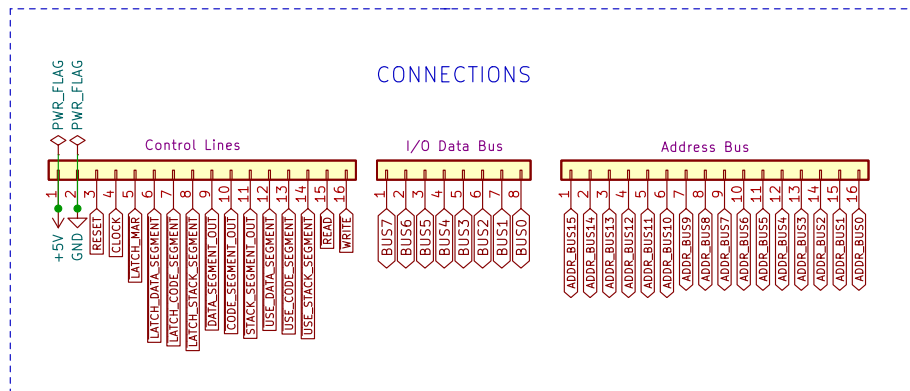 CONNECTIONS
PWR_FLAG
PWR_FLAG
Control Lines
I/O Data Bus
Address Bus
1
2
3
4
5
6
7
8
9
10
11
12
13
14
15
16
+5V
GND
RESET
CLOCK
LATCH_MAR
LATCH_DATA_SEGMENT
LATCH_CODE_SEGMENT
LATCH_STACK_SEGMENT
DATA_SEGMENT_OUT
CODE_SEGMENT_OUT
STACK_SEGMENT_OUT
USE_DATA_SEGMENT
USE_CODE_SEGMENT
USE_STACK_SEGMENT
READ
WRITE
1
2
3
4
5
6
7
8
BUS7
BUS6
BUS5
BUS4
BUS3
BUS2
BUS1
BUS0
1
2
3
4
5
6
7
8
9
10
11
12
13
14
15
16
ADDR_BUS15
ADDR_BUS14
ADDR_BUS13
ADDR_BUS12
ADDR_BUS11
ADDR_BUS10
ADDR_BUS9
ADDR_BUS8
ADDR_BUS7
ADDR_BUS6
ADDR_BUS5
ADDR_BUS4
ADDR_BUS3
ADDR_BUS2
ADDR_BUS1
ADDR_BUS0